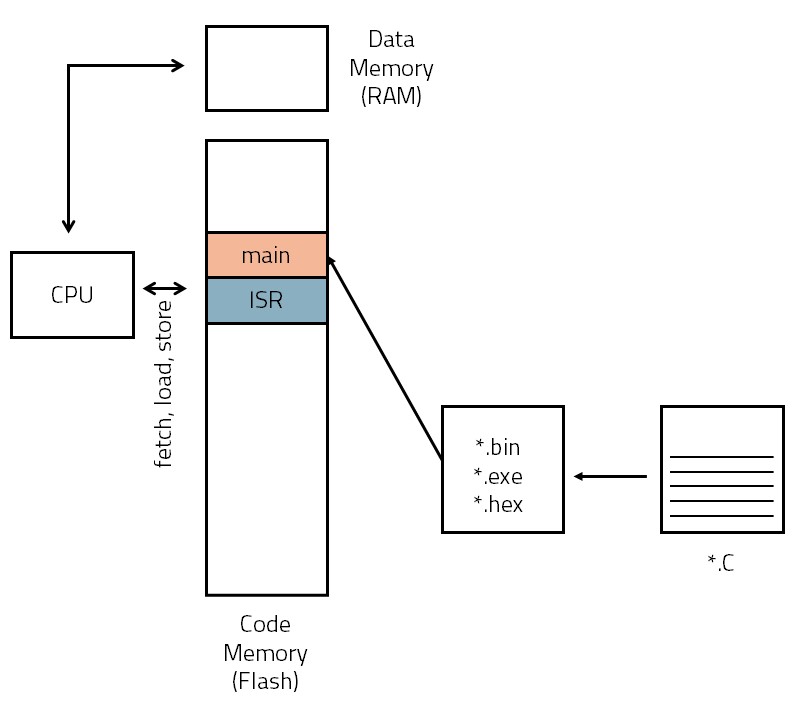 Data
Memory
(RAM)
main
CPU
ISR
fetch, load, store
*.bin
*.exe
*.hex
*.C
Code
Memory
(Flash)